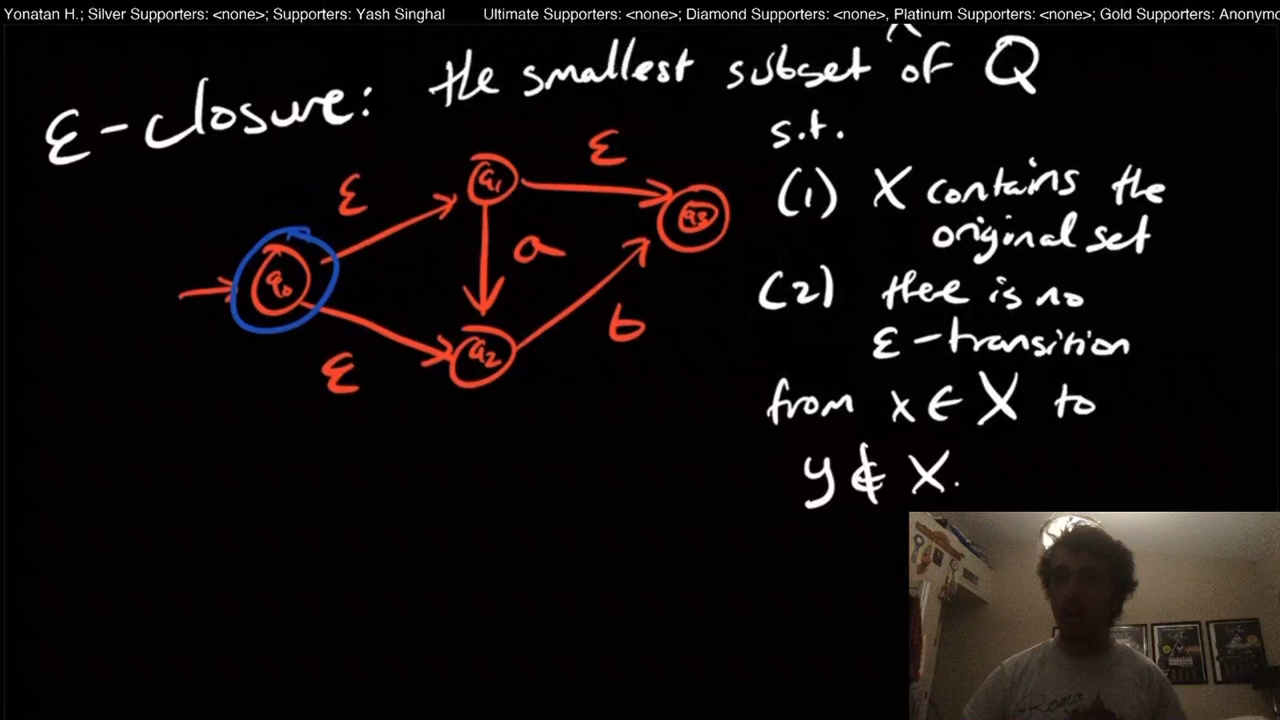 Yonatan H.; Silver Supporters: <none>; Supporters: Yash Singhal Ultimate Supporters: <none>; Diamond Supporters: <none>, Platinum Supporters: <none>; Gold Supporters: Anonymo
ε-closure: the smallest subset of Q
s.t.
(1) X contains the
original set
(2) thee is no
ε-transition
from x ∈ X to
y ∉ X.
ε
ε
q1
q3
a
q0
b
q2
ε